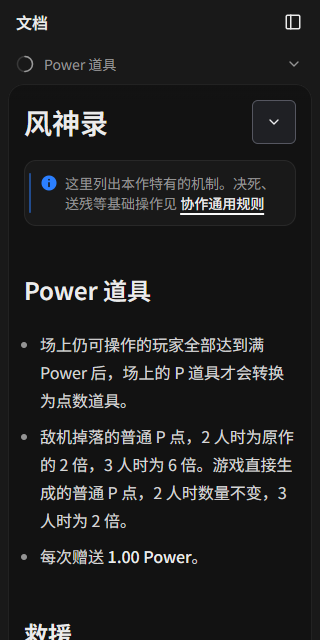 文档
Power 道具
风神录
这里列出本作特有的机制。决死、
送残等基础操作见 协作通用规则
Power 道具
场上仍可操作的玩家全部达到满
Power 后，场上的 P 道具才会转换
为点数道具。
敌机掉落的普通 P 点，2 人时为原作
的 2 倍，3 人时为 6 倍。游戏直接生
成的普通 P 点，2 人时数量不变，3
人时为 2 倍。
每次赠送 1.00 Power。
救援